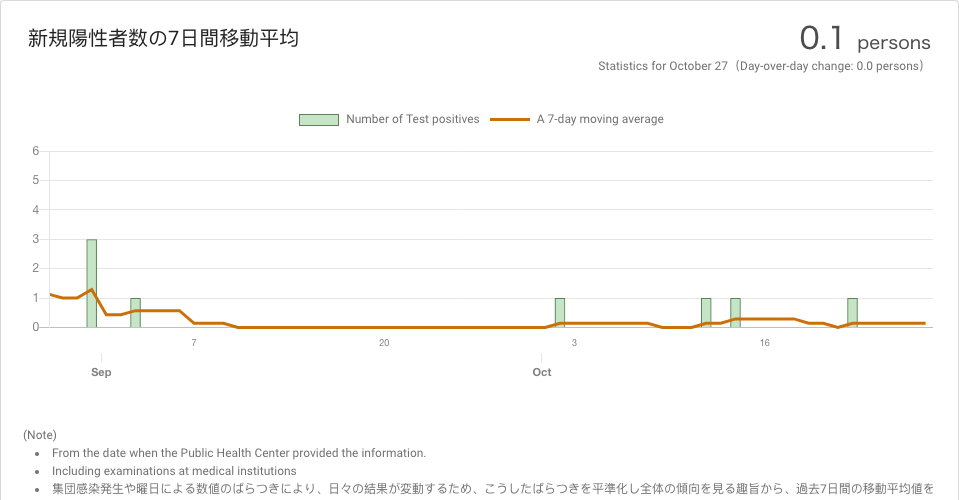 新規陽性者数の7日間移動平均
0.1 persons
Statistics for October 27（Day-over-day change: 0.0 persons）
Number of Test positives A 7-day moving average
6
5
4
3
2
1
0
7 20 3 16
Sep Oct
(Note)
• From the date when the Public Health Center provided the information.
• Including examinations at medical institutions
• 集団感染発生や曜日による数値のばらつきにより、日々の結果が変動するため、こうしたばらつきを平準化し全体の傾向を見る趣旨から、過去7日間の移動平均値を